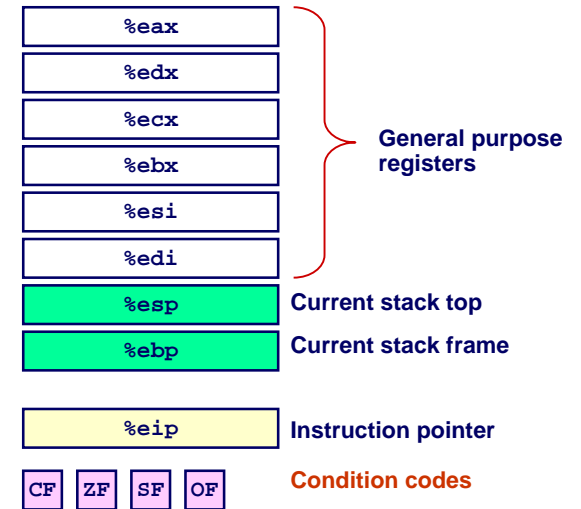 %eax
%edx
%ecx
General purpose
registers
%ebx
%esi
%edi
%esp Current stack top
%ebp Current stack frame
%eip Instruction pointer
CF ZF SF OF Condition codes